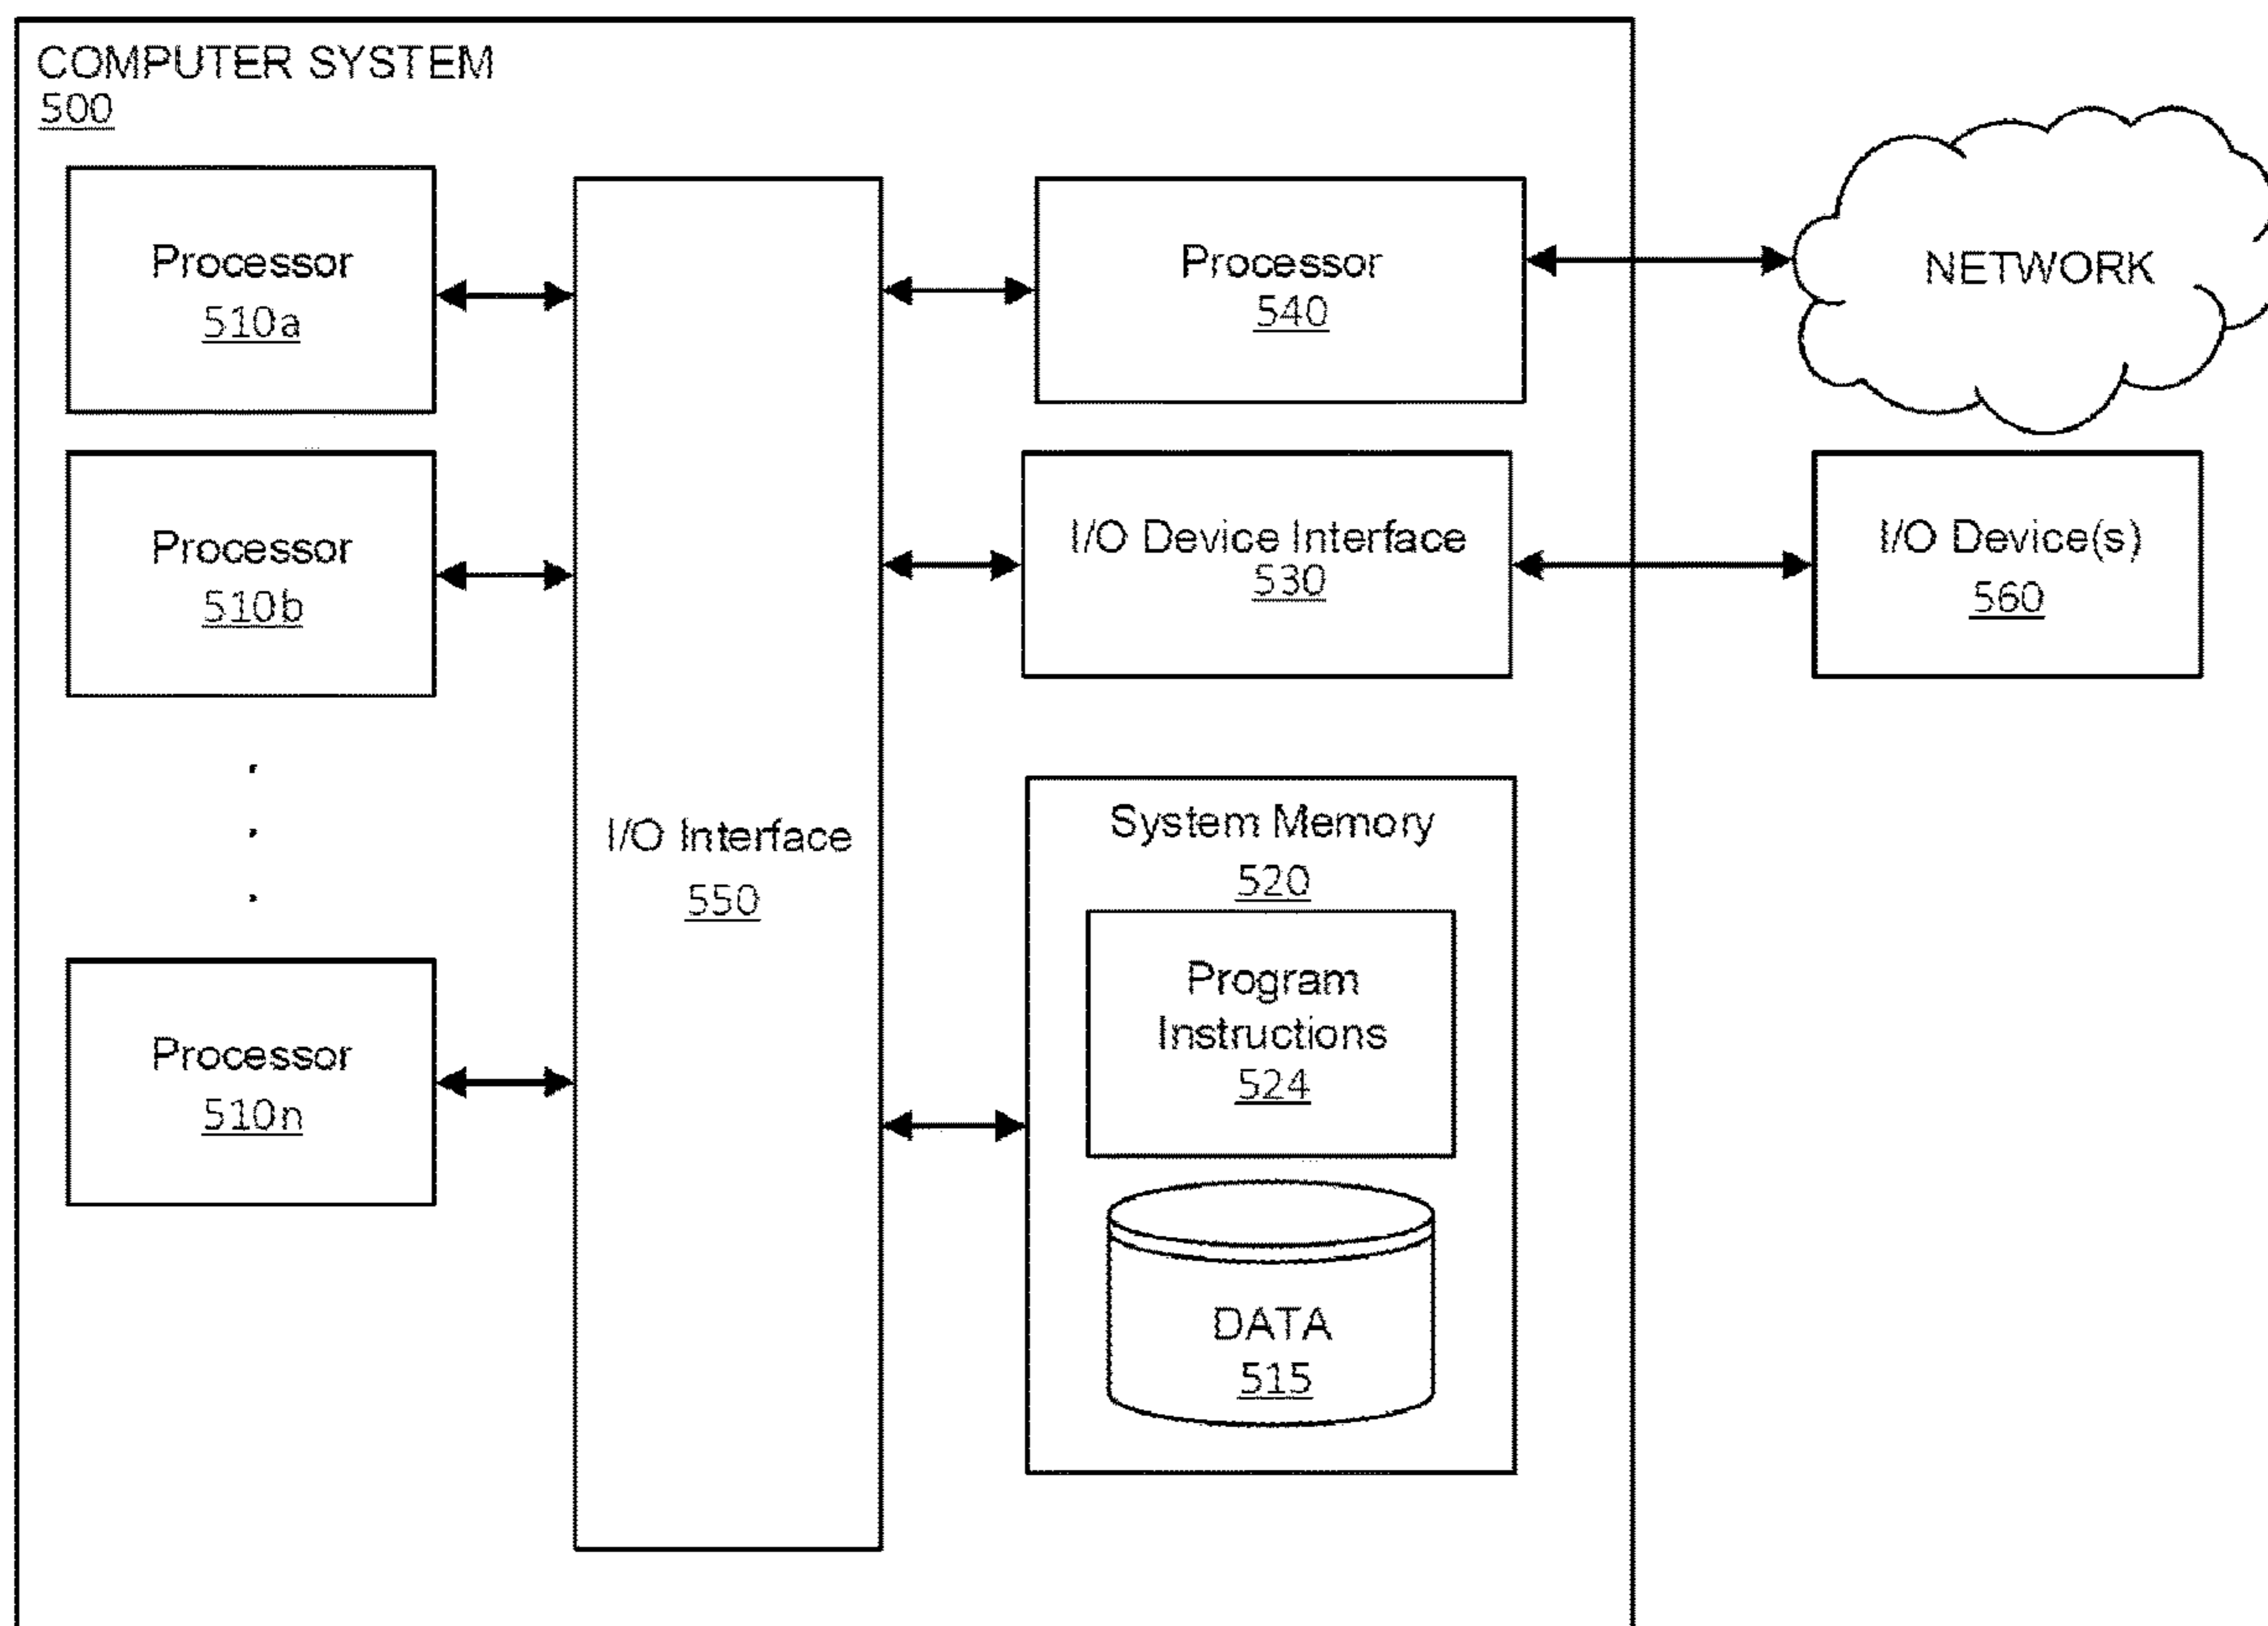 COMPUTER SYSTEM
500
Processor
510a
Processor
510b
Processor
510n
I/O Interface
550
Processor
540
I/O Device Interface
530
System Memory
520
Program
Instructions
524
DATA
515
NETWORK
I/O Device(s)
560